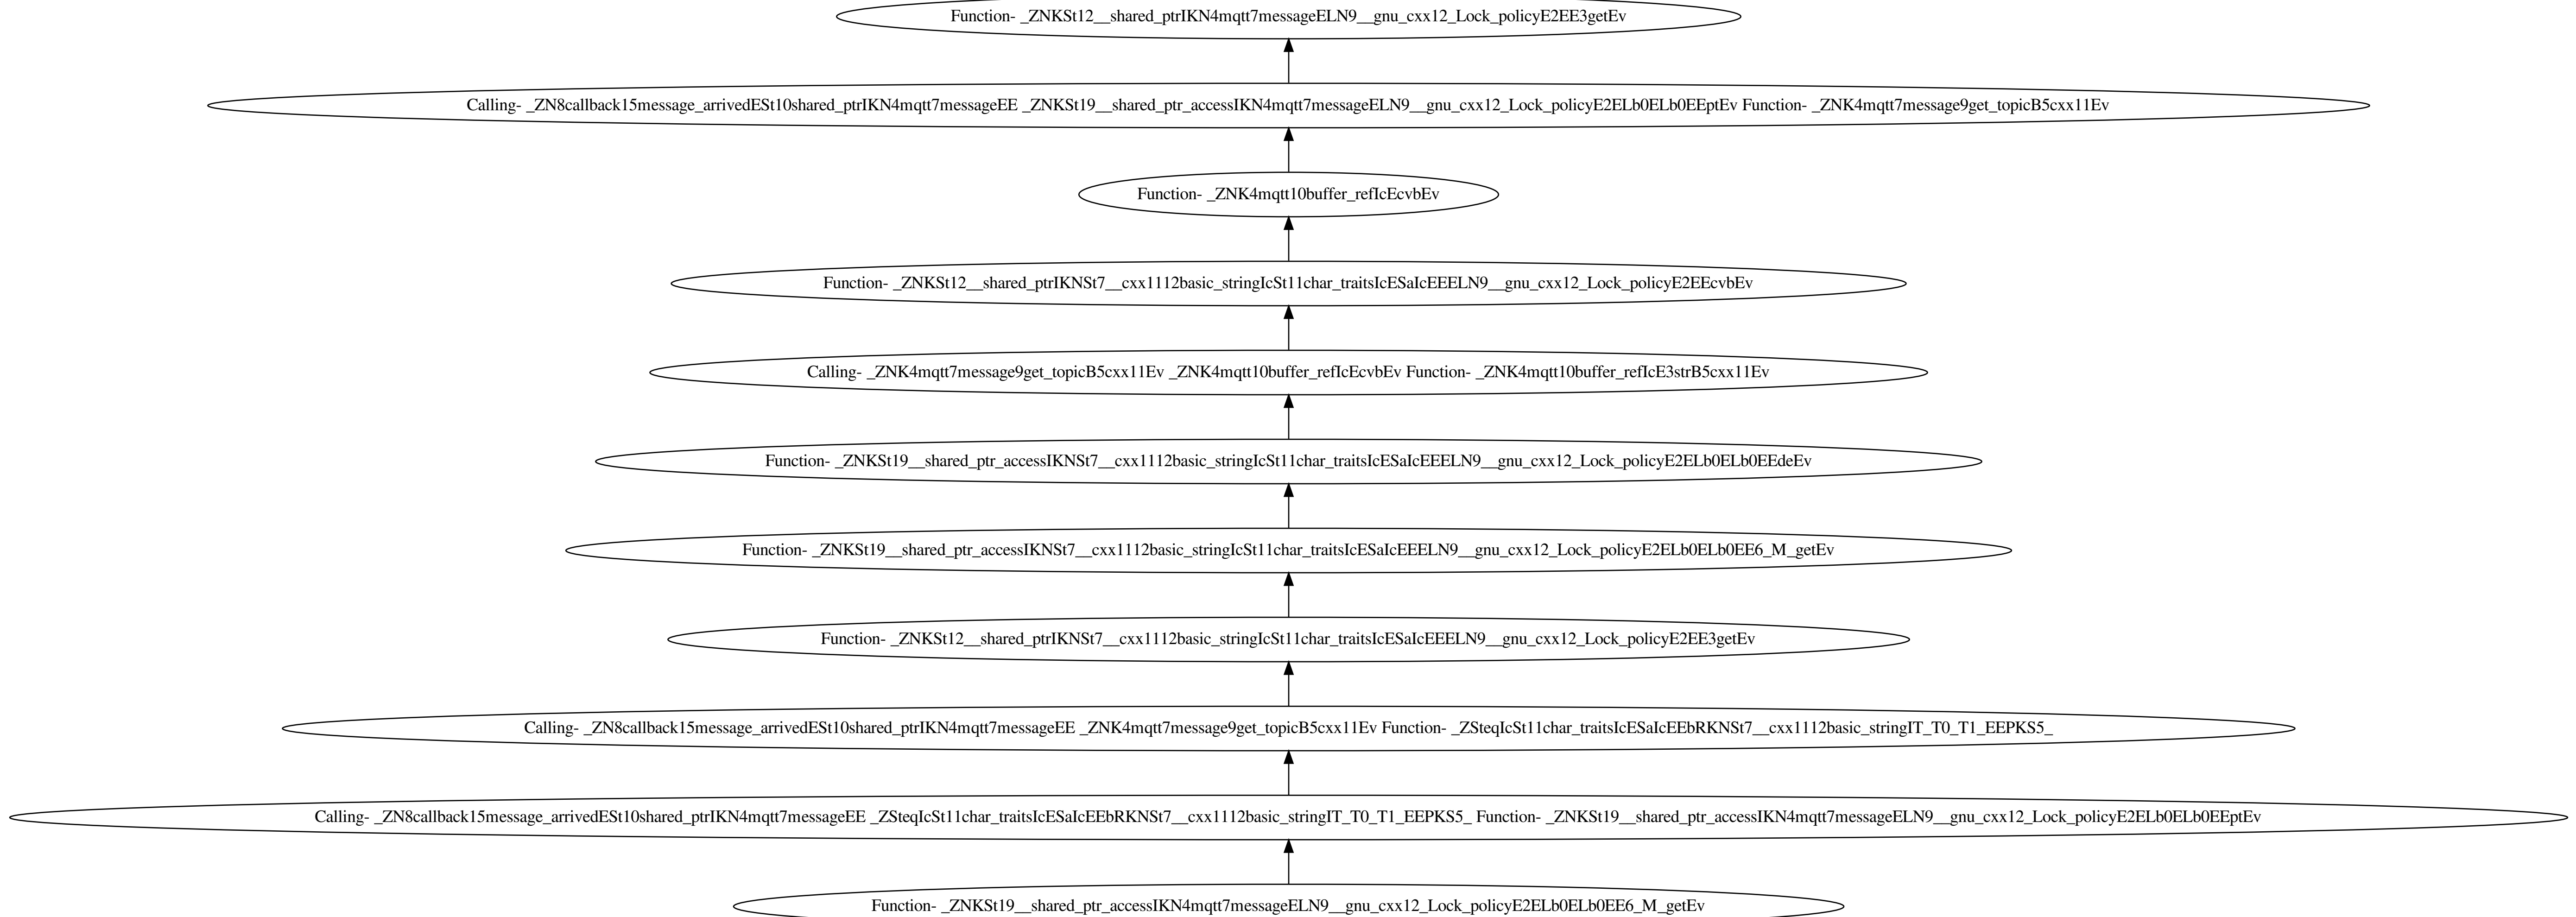 Function- _ZNKSt12__shared_ptrIKN4mqtt7messageELN9__gnu_cxx12_Lock_policyE2EE3getEv
Calling- _ZN8callback15message_arrivedESt10shared_ptrIKN4mqtt7messageEE _ZNKSt19__shared_ptr_accessIKN4mqtt7messageELN9__gnu_cxx12_Lock_policyE2ELb0ELb0EEptEv Function- _ZNK4mqtt7message9get_topicB5cxx11Ev
Function- _ZNK4mqtt10buffer_refIcEcvbEv
Function- _ZNKSt12__shared_ptrIKNSt7__cxx1112basic_stringIcSt11char_traitsIcESaIcEEELN9__gnu_cxx12_Lock_policyE2EEcvbEv
Calling- _ZNK4mqtt7message9get_topicB5cxx11Ev _ZNK4mqtt10buffer_refIcEcvbEv Function- _ZNK4mqtt10buffer_refIcE3strB5cxx11Ev
Function- _ZNKSt19__shared_ptr_accessIKNSt7__cxx1112basic_stringIcSt11char_traitsIcESaIcEEELN9__gnu_cxx12_Lock_policyE2ELb0ELb0EEdeEv
Function- _ZNKSt19__shared_ptr_accessIKNSt7__cxx1112basic_stringIcSt11char_traitsIcESaIcEEELN9__gnu_cxx12_Lock_policyE2ELb0ELb0EE6_M_getEv
Function- _ZNKSt12__shared_ptrIKNSt7__cxx1112basic_stringIcSt11char_traitsIcESaIcEEELN9__gnu_cxx12_Lock_policyE2EE3getEv
Calling- _ZN8callback15message_arrivedESt10shared_ptrIKN4mqtt7messageEE _ZNK4mqtt7message9get_topicB5cxx11Ev Function- _ZSteqIcSt11char_traitsIcESaIcEEbRKNSt7__cxx1112basic_stringIT_T0_T1_EEPKS5_
Calling- _ZN8callback15message_arrivedESt10shared_ptrIKN4mqtt7messageEE _ZSteqIcSt11char_traitsIcESaIcEEbRKNSt7__cxx1112basic_stringIT_T0_T1_EEPKS5_ Function- _ZNKSt19__shared_ptr_accessIKN4mqtt7messageELN9__gnu_cxx12_Lock_policyE2ELb0ELb0EEptEv
Function- _ZNKSt19__shared_ptr_accessIKN4mqtt7messageELN9__gnu_cxx12_Lock_policyE2ELb0ELb0EE6_M_getEv